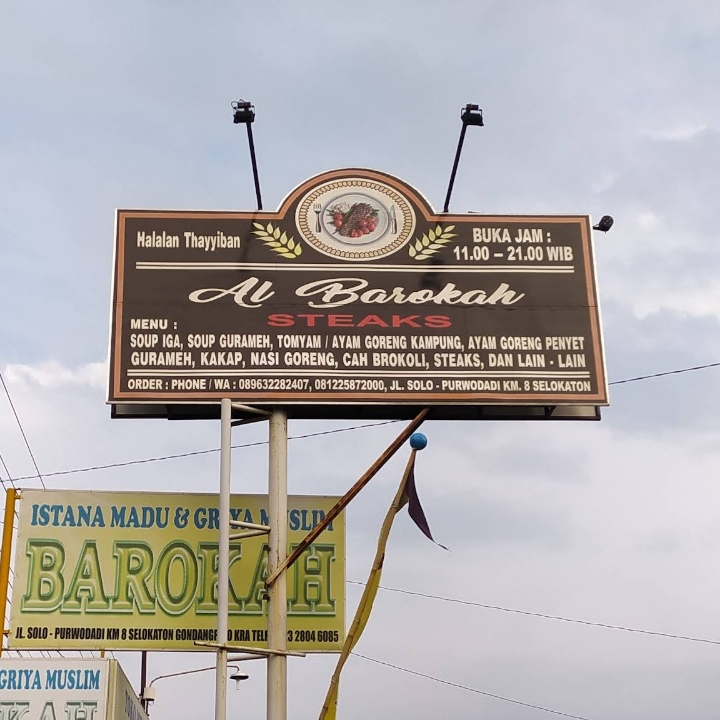 Halalan Thayyiban
BUKA JAM :
11.00 – 21.00 WIB
Al Barokah
STEAKS
MENU :
SOUP IGA, SOUP GURAMEH, TOMYAM / AYAM GORENG KAMPUNG, AYAM GORENG PENYET
GURAMEH, KAKAP, NASI GORENG, CAH BROKOLI, STEAKS, DAN LAIN - LAIN
ORDER : PHONE / WA : 089632282407, 081225872000, JL. SOLO - PURWODADI KM. 8 SELOKATON
ISTANA MADU & GRIYA MUSLIM
BAROKAH
JL. SOLO - PURWODADI KM 8 SELOKATON KRA 2804 6085
GRIYA MUSLIM